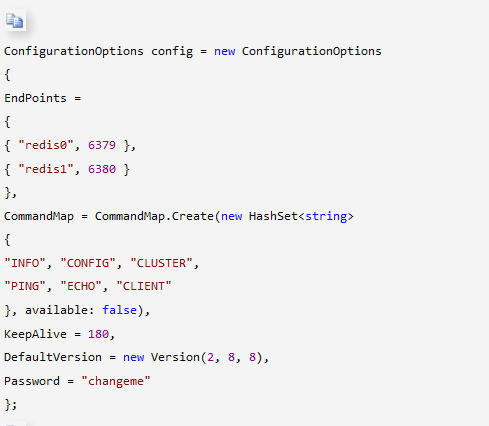 ConfigurationOptions config = new ConfigurationOptions
{
EndPoints =
{
{ "redis0", 6379 },
{ "redis1", 6380 }
},
CommandMap = CommandMap.Create(new HashSet<string>
{
"INFO", "CONFIG", "CLUSTER",
"PING", "ECHO", "CLIENT"
}, available: false),
KeepAlive = 180,
DefaultVersion = new Version(2, 8, 8),
Password = "changeme"
};